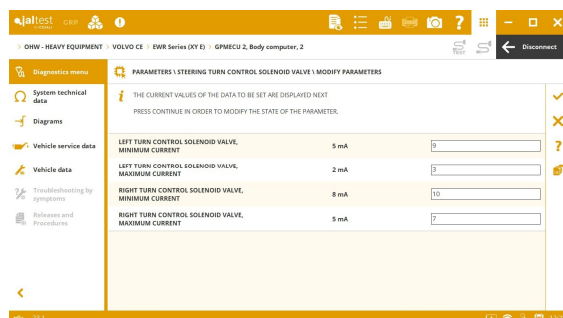 jaltest GRP
OHW - HEAVY EQUIPMENT > VOLVO CE > EWR Series (XY E) > GPMECU 2, Body computer, 2
TEST
Disconnect
Diagnostics menu
PARAMETERS \ STEERING TURN CONTROL SOLENOID VALVE \ MODIFY PARAMETERS
System technical
data
Diagrams
Vehicle service data
Vehicle data
Troubleshooting by
symptoms
Releases and
Procedures
THE CURRENT VALUES OF THE DATA TO BE SET ARE DISPLAYED NEXT
PRESS CONTINUE IN ORDER TO MODIFY THE STATE OF THE PARAMETER.
LEFT TURN CONTROL SOLENOID VALVE,
MINIMUM CURRENT 5 mA 9
LEFT TURN CONTROL SOLENOID VALVE,
MAXIMUM CURRENT 2 mA 3
RIGHT TURN CONTROL SOLENOID VALVE,
MINIMUM CURRENT 8 mA 10
RIGHT TURN CONTROL SOLENOID VALVE,
MAXIMUM CURRENT 5 mA 7